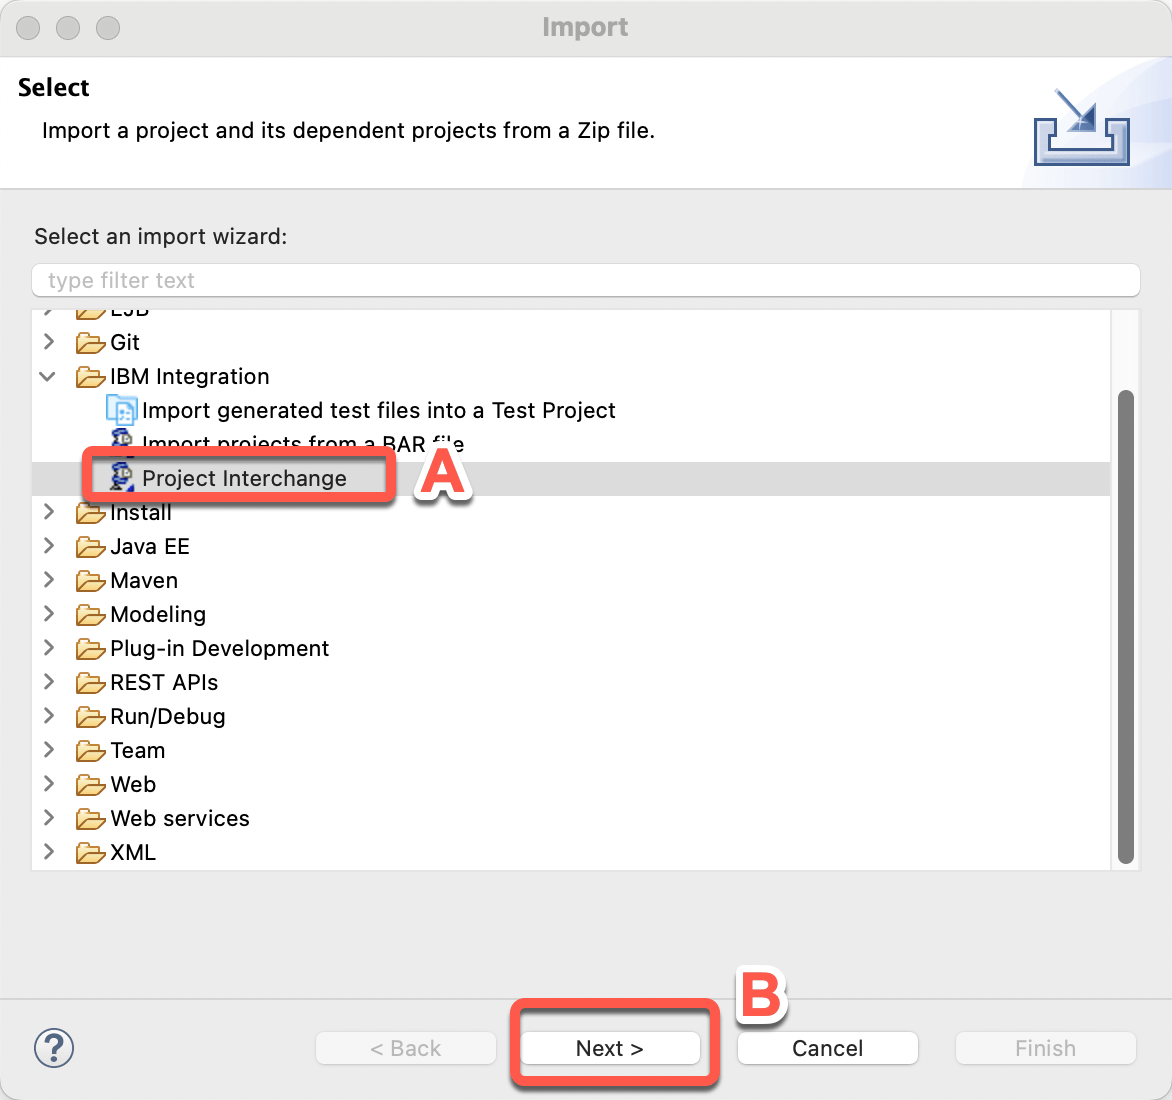 Import
Select
Import a project and its dependent projects from a Zip file.
Select an import wizard:
type filter text
EJB
Git
IBM Integration
Import generated test files into a Test Project
Import projects from a BAR file
Project Interchange
A
Install
Java EE
Maven
Modeling
Plug-in Development
REST APIs
Run/Debug
Team
Web
Web services
XML
B
?
< Back
Next >
Cancel
Finish